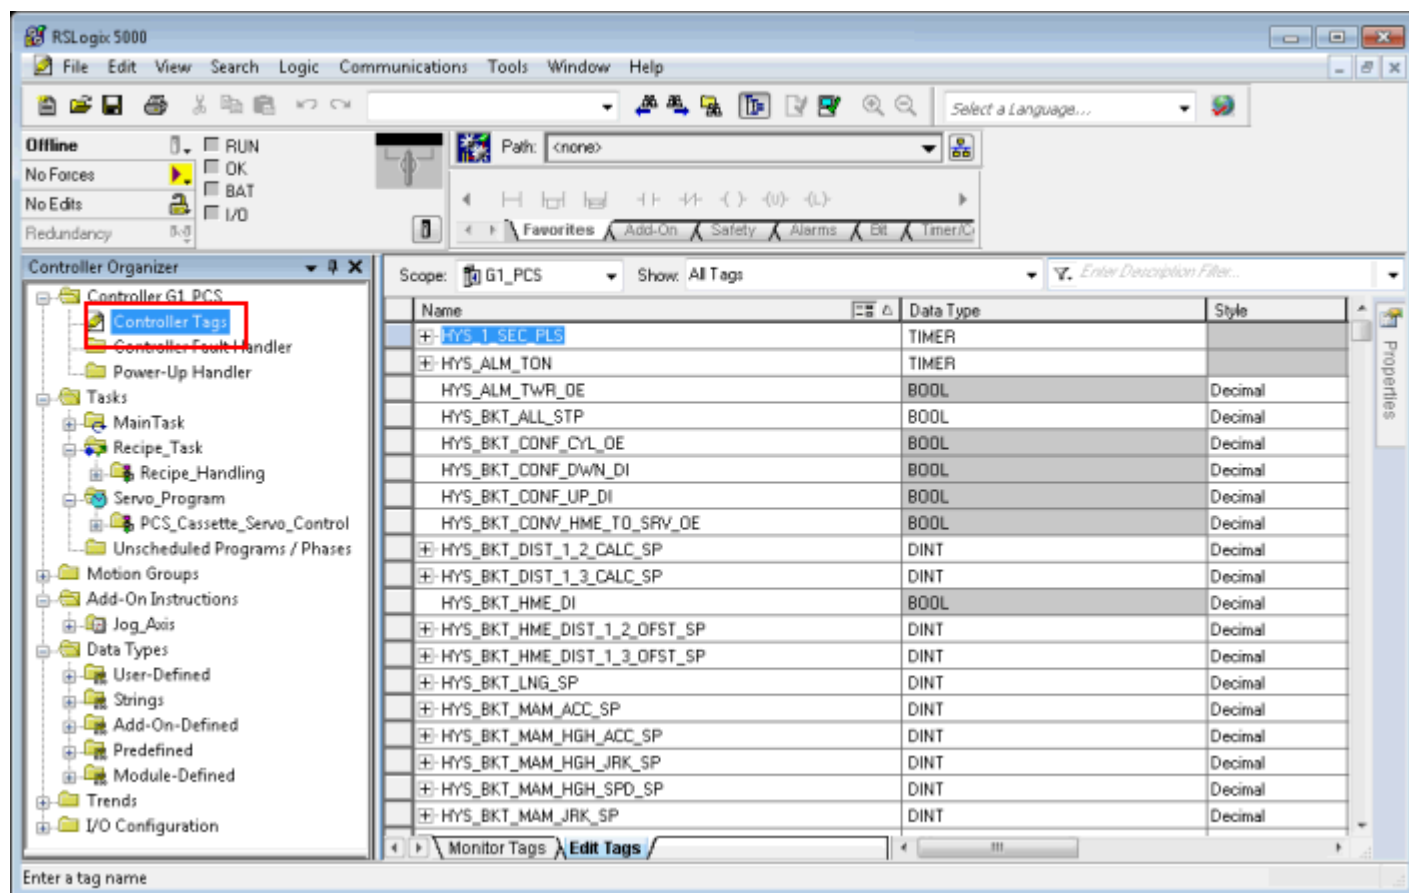 RSLogix 5000
File Edit View Search Logic Communications Tools Window Help
Select a Language...
Offline
RUN
Path: <none>
No Forces
OK
BAT
No Edits
I/O
Redundancy
Favorites Add-On Safety Alarms Bit Timer/C
Controller Organizer
Scope: G1_PCS Show: All Tags Enter Description Filter...
Controller G1_PCS
Controller Tags
Controller Fault Handler
Power-Up Handler
Tasks
MainTask
Recipe_Task
Recipe_Handling
Servo_Program
PCS_Cassette_Servo_Control
Unscheduled Programs / Phases
Motion Groups
Add-On Instructions
Jog_Axis
Data Types
User-Defined
Strings
Add-On-Defined
Predefined
Module-Defined
Trends
I/O Configuration
Name Data Type Style
HYS_1_SEC_PLS TIMER
HYS_ALM_TON TIMER
HYS_ALM_TWR_OE BOOL Decimal
HYS_BKT_ALL_STP BOOL Decimal
HYS_BKT_CONF_CYL_OE BOOL Decimal
HYS_BKT_CONF_DWN_DI BOOL Decimal
HYS_BKT_CONF_UP_DI BOOL Decimal
HYS_BKT_CONV_HME_TO_SRV_OE BOOL Decimal
HYS_BKT_DIST_1_2_CALC_SP DINT Decimal
HYS_BKT_DIST_1_3_CALC_SP DINT Decimal
HYS_BKT_HME_DI BOOL Decimal
HYS_BKT_HME_DIST_1_2_OFST_SP DINT Decimal
HYS_BKT_HME_DIST_1_3_OFST_SP DINT Decimal
HYS_BKT_LNG_SP DINT Decimal
HYS_BKT_MAM_ACC_SP DINT Decimal
HYS_BKT_MAM_HGH_ACC_SP DINT Decimal
HYS_BKT_MAM_HGH_JRK_SP DINT Decimal
HYS_BKT_MAM_HGH_SPD_SP DINT Decimal
HYS_BKT_MAM_JRK_SP DINT Decimal
Properties
Monitor Tags Edit Tags
Enter a tag name